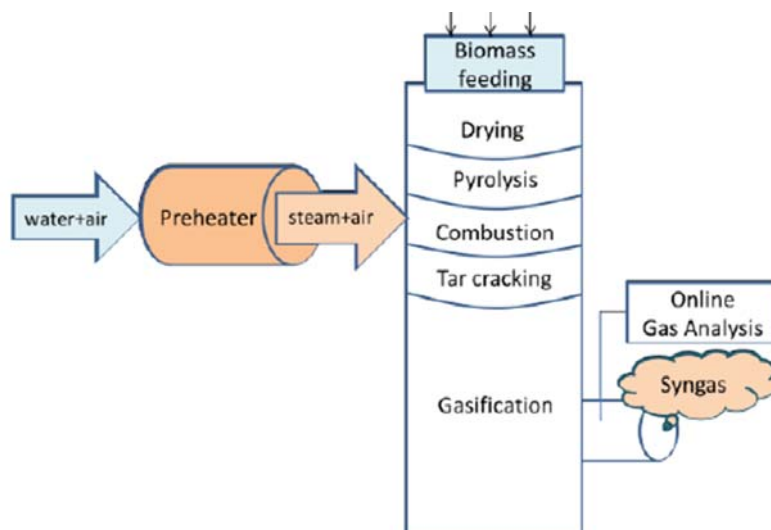 Biomass
feeding
Drying
Pyrolysis
water+air
Preheater
steam+air
Combustion
Tar cracking
Online
Gas Analysis
Syngas
Gasification